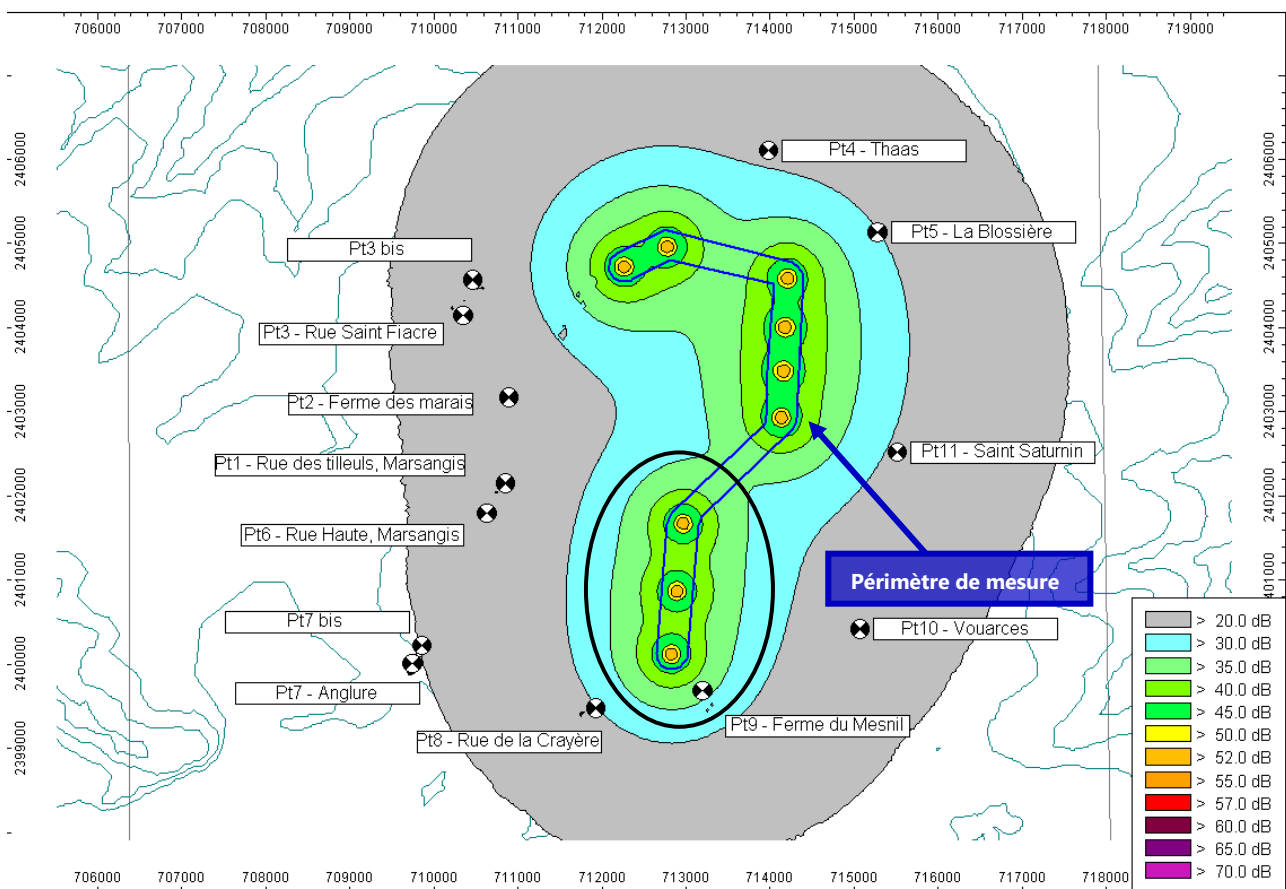 706000 707000 708000 709000 710000 711000 712000 713000 714000 715000 716000 717000 718000 719000
2406000
2405000
2404000
2403000
2402000
2401000
2400000
2399000
2406000
2405000
2404000
2403000
2402000
2401000
Pt4 - Thaas
Pt5 - La Blossière
Pt3 bis
Pt3 - Rue Saint Fiacre
Pt2 - Ferme des marais
Pt1 - Rue des tilleuls, Marsangis
Pt11 - Saint Saturnin
Pt6 - Rue Haute, Marsangis
Périmètre de mesure
Pt7 bis
Pt10 - Vouarces
Pt7 - Anglure
Pt9 - Ferme du Mesnil
Pt8 - Rue de la Crayère
> 20.0 dB
> 30.0 dB
> 35.0 dB
> 40.0 dB
> 45.0 dB
> 50.0 dB
> 52.0 dB
> 55.0 dB
> 57.0 dB
> 60.0 dB
> 65.0 dB
> 70.0 dB
706000 707000 708000 709000 710000 711000 712000 713000 714000 715000 716000 717000 718000